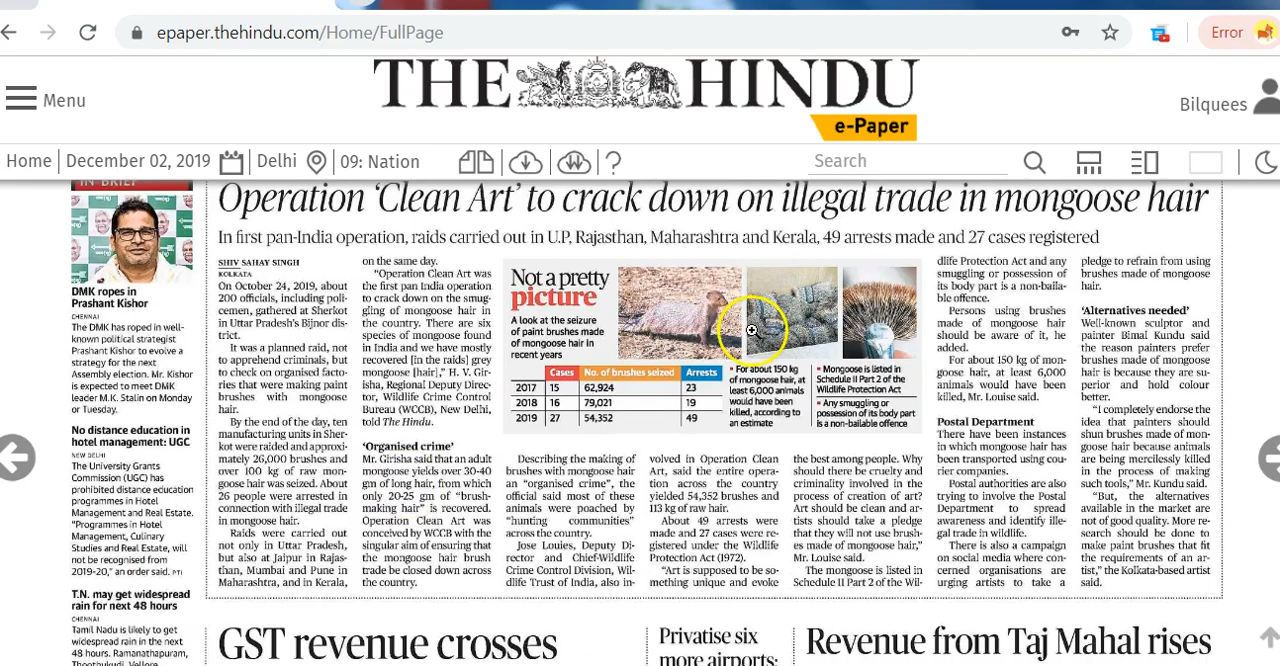 epaper.thehindu.com/Home/FullPage
Error
THE HINDU
e-Paper
Menu
Bilquees
Home
December 02, 2019
Delhi
09: Nation
Search
IN BRIEF
DMK ropes in
Prashant Kishor
CHENNAI
The DMK has roped in well-
known political strategist
Prashant Kishor to evolve a
strategy for the next
Assembly election. Mr. Kishor
is expected to meet DMK
leader M.K. Stalin on Monday
or Tuesday.
No distance education in
hotel management: UGC
NEW DELHI
The University Grants
Commission (UGC) has
prohibited distance education
programmes in Hotel
Management and Real Estate.
“Programmes in Hotel
Management, Culinary
Studies and Real Estate, will
not be recognised from
2019-20,” an order said. PTI
T.N. may get widespread
rain for next 48 hours
CHENNAI
Tamil Nadu is likely to get
widespread rain in the next
48 hours. Ramanathapuram,
Thoothukudi, Vellore
Operation ‘Clean Art’ to crack down on illegal trade in mongoose hair
In first pan-India operation, raids carried out in U.P, Rajasthan, Maharashtra and Kerala, 49 arrests made and 27 cases registered
SHIV SAHAY SINGH
KOLKATA
On October 24, 2019, about
200 officials, including poli-
cemen, gathered at Sherkot
in Uttar Pradesh’s Bijnor dis-
trict.
It was a planned raid, not
to apprehend criminals, but
to check on organised facto-
ries that were making paint
brushes with mongoose
hair.
By the end of the day, ten
manufacturing units in Sher-
kot were raided and approxi-
mately 26,000 brushes and
over 100 kg of raw mon-
goose hair was seized. About
26 people were arrested in
connection with illegal trade
in mongoose hair.
Raids were carried out
not only in Uttar Pradesh,
but also at Jaipur in Rajas-
than, Mumbai and Pune in
Maharashtra, and in Kerala,
on the same day.
“Operation Clean Art was
the first pan India operation
to crack down on the smug-
gling of mongoose hair in
the country. There are six
species of mongoose found
in India and we have mostly
recovered [in the raids] grey
mongoose [hair],” H. V. Gir-
isha, Regional Deputy Direc-
tor, Wildlife Crime Control
Bureau (WCCB), New Delhi,
told The Hindu.
‘Organised crime’
Mr. Girisha said that an adult
mongoose yields over 30-40
gm of long hair, from which
only 20-25 gm of “brush-
making hair” is recovered.
Operation Clean Art was
conceived by WCCB with the
singular aim of ensuring that
the mongoose hair brush
trade be closed down across
the country.
Not a pretty
picture
A look at the seizure
of paint brushes made
of mongoose hair in
recent years
Cases No. of brushes seized Arrests
2017 15 62,924 23
2018 16 79,021 19
2019 27 54,352 49
▪ For about 150 kg
of mongoose hair, at
least 6,000 animals
would have been
killed, according to
an estimate
▪ Mongoose is listed in
Schedule II Part 2 of the
Wildlife Protection Act
▪ Any smuggling or
possession of its body part
is a non-bailable offence
Describing the making of
brushes with mongoose hair
an “organised crime”, the
official said most of these
animals were poached by
“hunting communities”
across the country.
Jose Louies, Deputy Di-
rector and Chief-Wildlife
Crime Control Division, Wil-
dlife Trust of India, also in-
volved in Operation Clean
Art, said the entire opera-
tion across the country
yielded 54,352 brushes and
113 kg of raw hair.
About 49 arrests were
made and 27 cases were re-
gistered under the Wildlife
Protection Act (1972).
“Art is supposed to be so-
mething unique and evoke
the best among people. Why
should there be cruelty and
criminality involved in the
process of creation of art?
Art should be clean and ar-
tists should take a pledge
that they will not use brush-
es made of mongoose hair,”
Mr. Louise said.
The mongoose is listed in
Schedule II Part 2 of the Wil-
dlife Protection Act and any
smuggling or possession of
its body part is a non-baila-
ble offence.
Persons using brushes
made of mongoose hair
should be aware of it, he
added.
For about 150 kg of mon-
goose hair, at least 6,000
animals would have been
killed, Mr. Louise said.
Postal Department
There have been instances
in which mongoose hair has
been transported using cou-
rier companies.
Postal authorities are also
trying to involve the Postal
Department to spread
awareness and identify ille-
gal trade in wildlife.
There is also a campaign
on social media where con-
cerned organisations are
urging artists to take a
pledge to refrain from using
brushes made of mongoose
hair.
‘Alternatives needed’
Well-known sculptor and
painter Bimal Kundu said
the reason painters prefer
brushes made of mongoose
hair is because they are su-
perior and hold colour
better.
“I completely endorse the
idea that painters should
shun brushes made of mon-
goose hair because animals
are being mercilessly killed
in the process of making
such tools,” Mr. Kundu said.
“But, the alternatives
available in the market are
not of good quality. More re-
search should be done to
make paint brushes that fit
the requirements of an ar-
tist,” the Kolkata-based artist
said.
GST revenue crosses
Privatise six
more airports:
Revenue from Taj Mahal rises